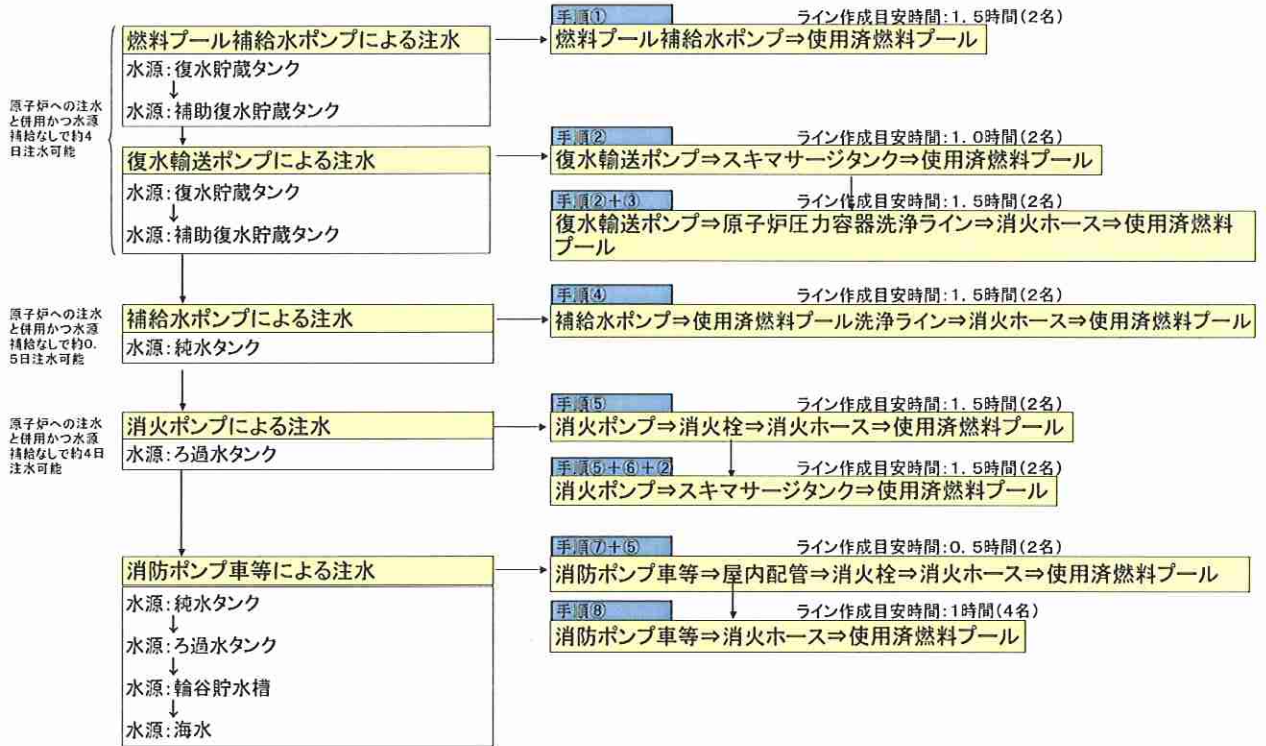 手順①
ライン作成目安時間:1.5時間(2名)
燃料プール補給水ポンプによる注水
燃料プール補給水ポンプ⇒使用済燃料プール
水源:復水貯蔵タンク
↓
水源:補助復水貯蔵タンク
原子炉への注水
と併用かつ水源
補給なしで約4
日注水可能
手順②
ライン作成目安時間:1.0時間(2名)
復水輸送ポンプによる注水
復水輸送ポンプ⇒スキマサージタンク⇒使用済燃料プール
水源:復水貯蔵タンク
↓
水源:補助復水貯蔵タンク
手順②+③
ライン作成目安時間:1.5時間(2名)
復水輸送ポンプ⇒原子炉圧力容器洗浄ライン⇒消火ホース⇒使用済燃料
プール
原子炉への注水
と併用かつ水源
補給なしで約0.
5日注水可能
手順④
ライン作成目安時間:1.5時間(2名)
補給水ポンプによる注水
補給水ポンプ⇒使用済燃料プール洗浄ライン⇒消火ホース⇒使用済燃料プール
水源:純水タンク
原子炉への注水
と併用かつ水源
補給なしで約4日
注水可能
手順⑤
ライン作成目安時間:1.5時間(2名)
消火ポンプによる注水
消火ポンプ⇒消火栓⇒消火ホース⇒使用済燃料プール
水源:ろ過水タンク
手順⑤+⑥+②
ライン作成目安時間:1.5時間(2名)
消火ポンプ⇒スキマサージタンク⇒使用済燃料プール
手順⑦+⑤
ライン作成目安時間:0.5時間(2名)
消防ポンプ車等による注水
消防ポンプ車等⇒屋内配管⇒消火栓⇒消火ホース⇒使用済燃料プール
水源:純水タンク
↓
水源:ろ過水タンク
↓
水源:輪谷貯水槽
↓
水源:海水
手順⑧
ライン作成目安時間:1時間(4名)
消防ポンプ車等⇒消火ホース⇒使用済燃料プール